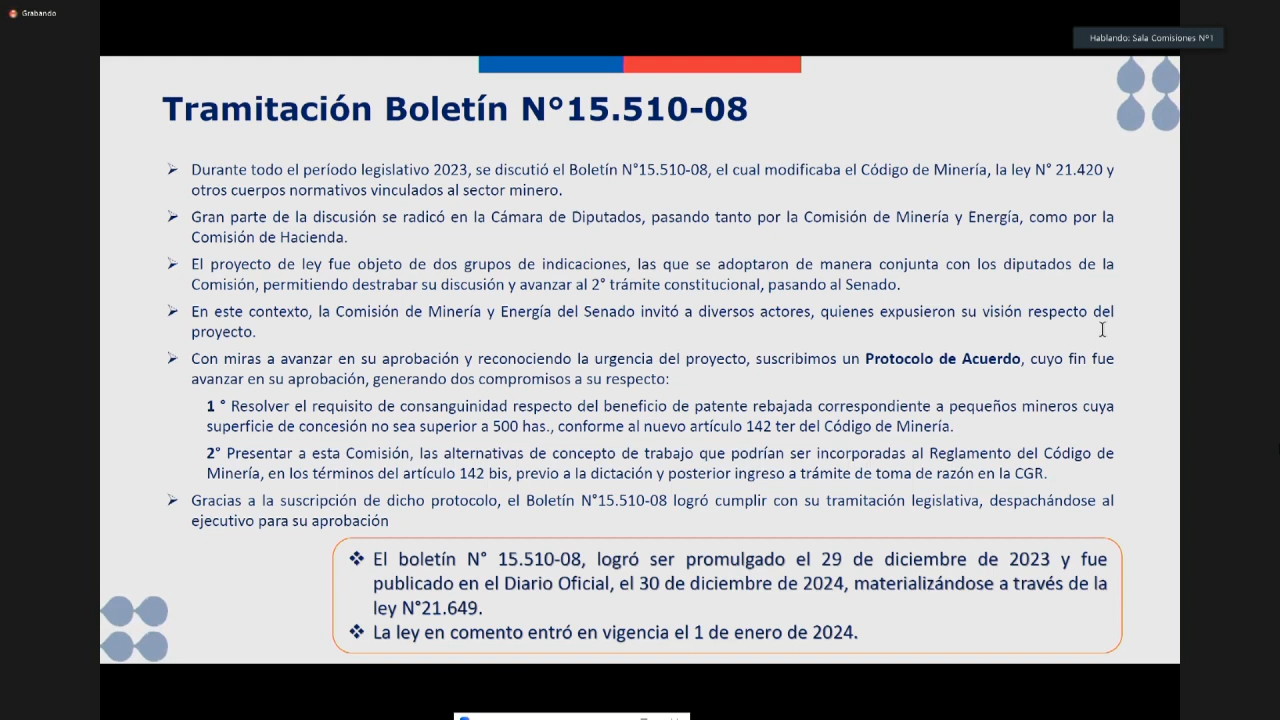 Grabando
Hablando: Sala Comisiones Nº1
Tramitación Boletín N°15.510-08
Durante todo el período legislativo 2023, se discutió el Boletín N°15.510-08, el cual modificaba el Código de Minería, la ley N° 21.420 y
otros cuerpos normativos vinculados al sector minero.
Gran parte de la discusión se radicó en la Cámara de Diputados, pasando tanto por la Comisión de Minería y Energía, como por la
Comisión de Hacienda.
El proyecto de ley fue objeto de dos grupos de indicaciones, las que se adoptaron de manera conjunta con los diputados de la
Comisión, permitiendo destrabar su discusión y avanzar al 2° trámite constitucional, pasando al Senado.
En este contexto, la Comisión de Minería y Energía del Senado invitó a diversos actores, quienes expusieron su visión respecto del
proyecto.
Con miras a avanzar en su aprobación y reconociendo la urgencia del proyecto, suscribimos un Protocolo de Acuerdo, cuyo fin fue
avanzar en su aprobación, generando dos compromisos a su respecto:
1 ° Resolver el requisito de consanguinidad respecto del beneficio de patente rebajada correspondiente a pequeños mineros cuya
superficie de concesión no sea superior a 500 has., conforme al nuevo artículo 142 ter del Código de Minería.
2° Presentar a esta Comisión, las alternativas de concepto de trabajo que podrían ser incorporadas al Reglamento del Código de
Minería, en los términos del artículo 142 bis, previo a la dictación y posterior ingreso a trámite de toma de razón en la CGR.
Gracias a la suscripción de dicho protocolo, el Boletín N°15.510-08 logró cumplir con su tramitación legislativa, despachándose al
ejecutivo para su aprobación
El boletín N° 15.510-08, logró ser promulgado el 29 de diciembre de 2023 y fue
publicado en el Diario Oficial, el 30 de diciembre de 2024, materializándose a través de la
ley N°21.649.
La ley en comento entró en vigencia el 1 de enero de 2024.